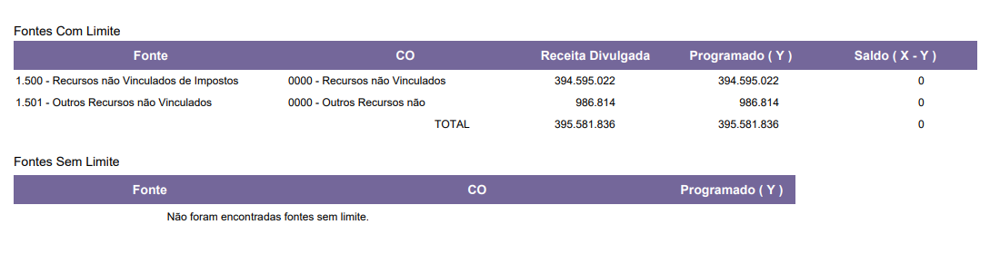 Fontes Com Limite
Fonte CO Receita Divulgada Programado ( Y ) Saldo ( X - Y )
1.500 - Recursos não Vinculados de Impostos 0000 - Recursos não Vinculados 394.595.022 394.595.022 0
1.501 - Outros Recursos não Vinculados 0000 - Outros Recursos não 986.814 986.814 0
TOTAL 395.581.836 395.581.836 0
Fontes Sem Limite
Fonte CO Programado ( Y )
Não foram encontradas fontes sem limite.